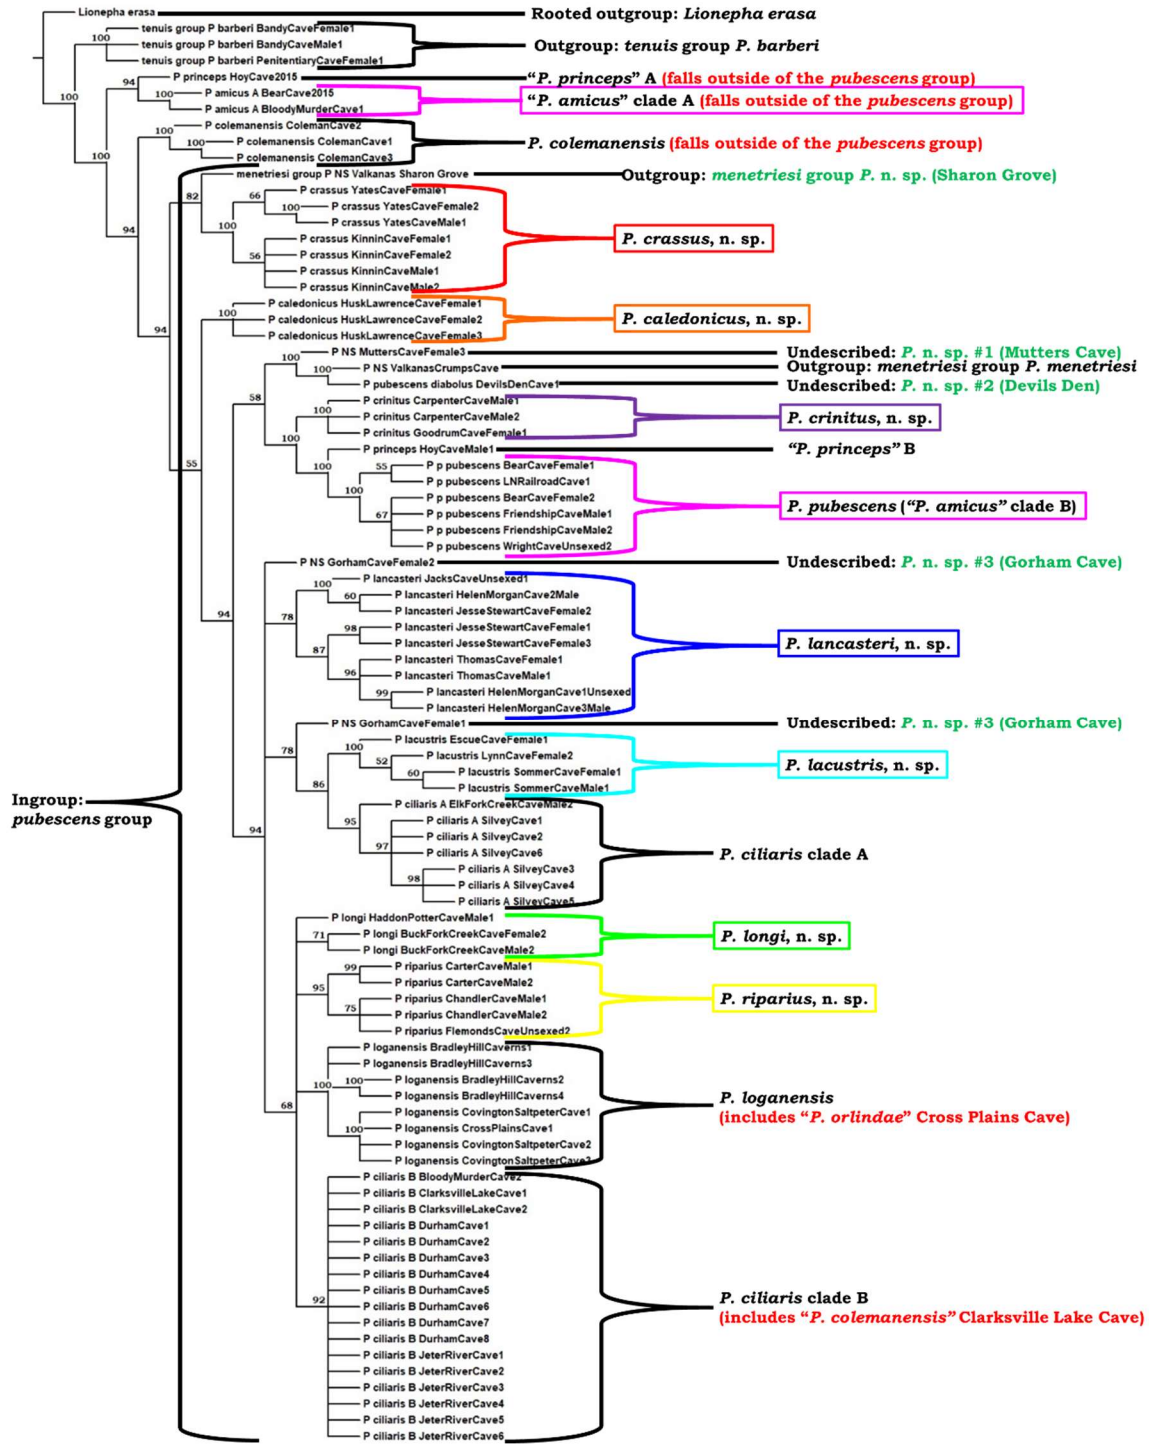 Lionepha erasa
Rooted outgroup: Lionepha erasa
tenuis group P barberi BandyCaveFemale1
100
tenuis group P barberi BandyCaveMale1
Outgroup: tenuis group P. barberi
tenuis group P barberi PenitentiaryCaveFemale1
P princeps HoyCave2015
“P. princeps” A (falls outside of the pubescens group)
94
P amicus A BearCave2015
100
100
“P. amicus” clade A (falls outside of the pubescens group)
P amicus A BloodyMurderCave1
P colemanensis ColemanCave2
100
P colemanensis ColemanCave1
100
P. colemanensis (falls outside of the pubescens group)
P colemanensis ColemanCave3
100
menetriesi group P NS Valkanas Sharon Grove
Outgroup: menetriesi group P. n. sp. (Sharon Grove)
82
P crassus YatesCaveFemale1
66
P crassus YatesCaveFemale2
100
P crassus YatesCaveMale1
100
94
P crassus KinninCaveFemale1
P. crassus, n. sp.
P crassus KinninCaveFemale2
56
P crassus KinninCaveMale1
P crassus KinninCaveMale2
P caledonicus HuskLawrenceCaveFemale1
100
P caledonicus HuskLawrenceCaveFemale2
P. caledonicus, n. sp.
94
P caledonicus HuskLawrenceCaveFemale3
P NS MuttersCaveFemale3
Undescribed: P. n. sp. #1 (Mutters Cave)
100
P NS ValkanasCrumpsCave
Outgroup: menetriesi group P. menetriesi
100
P pubescens diabolus DevilsDenCave1
Undescribed: P. n. sp. #2 (Devils Den)
58
P crinitus CarpenterCaveMale1
100
P crinitus CarpenterCaveMale2
P. crinitus, n. sp.
P crinitus GoodrumCaveFemale1
100
P princeps HoyCaveMale1
“P. princeps” B
55
100
P p pubescens BearCaveFemale1
55
P p pubescens LNRailroadCave1
100
P p pubescens BearCaveFemale2
P. pubescens (“P. amicus” clade B)
P p pubescens FriendshipCaveMale1
67
P p pubescens FriendshipCaveMale2
P p pubescens WrightCaveUnsexed2
P NS GorhamCaveFemale2
Undescribed: P. n. sp. #3 (Gorham Cave)
P lancasteri JacksCaveUnsexed1
100
P lancasteri HelenMorganCave2Male
60
P lancasteri JesseStewartCaveFemale2
94
78
P lancasteri JesseStewartCaveFemale1
98
P lancasteri JesseStewartCaveFemale3
P. lancasteri, n. sp.
87
P lancasteri ThomasCaveFemale1
P lancasteri ThomasCaveMale1
96
P lancasteri HelenMorganCave1Unsexed
99
P lancasteri HelenMorganCave3Male
P NS GorhamCaveFemale1
Undescribed: P. n. sp. #3 (Gorham Cave)
P lacustris EscueCaveFemale1
100
78
P lacustris LynnCaveFemale2
52
P. lacustris, n. sp.
P lacustris SommerCaveFemale1
60
P lacustris SommerCaveMale1
86
Ingroup:
pubescens group
P ciliaris A ElkForkCreekCaveMale2
95
P ciliaris A SilveyCave1
94
P ciliaris A SilveyCave2
97
P ciliaris A SilveyCave6
P. ciliaris clade A
P ciliaris A SilveyCave3
98
P ciliaris A SilveyCave4
P ciliaris A SilveyCave5
P longi HaddonPotterCaveMale1
71
P longi BuckForkCreekCaveFemale2
P. longi, n. sp.
P longi BuckForkCreekCaveMale2
P riparius CarterCaveMale1
99
P riparius CarterCaveMale2
95
P riparius ChandlerCaveMale1
P. riparius, n. sp.
75
P riparius ChandlerCaveMale2
P riparius FlemondsCaveUnsexed2
P loganensis BradleyHillCaverns1
P loganensis BradleyHillCaverns3
100
100
P loganensis BradleyHillCaverns2
P loganensis BradleyHillCaverns4
P. loganensis
(includes “P. orlindae” Cross Plains Cave)
68
P loganensis CovingtonSaltpeterCave1
100
P loganensis CrossPlainsCave1
P loganensis CovingtonSaltpeterCave2
P loganensis CovingtonSaltpeterCave3
P ciliaris B BloodyMurderCave2
P ciliaris B ClarksvilleLakeCave1
P ciliaris B ClarksvilleLakeCave2
P ciliaris B DurhamCave1
P ciliaris B DurhamCave2
P ciliaris B DurhamCave3
P ciliaris B DurhamCave4
P ciliaris B DurhamCave5
92
P ciliaris B DurhamCave6
P. ciliaris clade B
(includes “P. colemanensis” Clarksville Lake Cave)
P ciliaris B DurhamCave7
P ciliaris B DurhamCave8
P ciliaris B JeterRiverCave1
P ciliaris B JeterRiverCave2
P ciliaris B JeterRiverCave3
P ciliaris B JeterRiverCave4
P ciliaris B JeterRiverCave5
P ciliaris B JeterRiverCave6